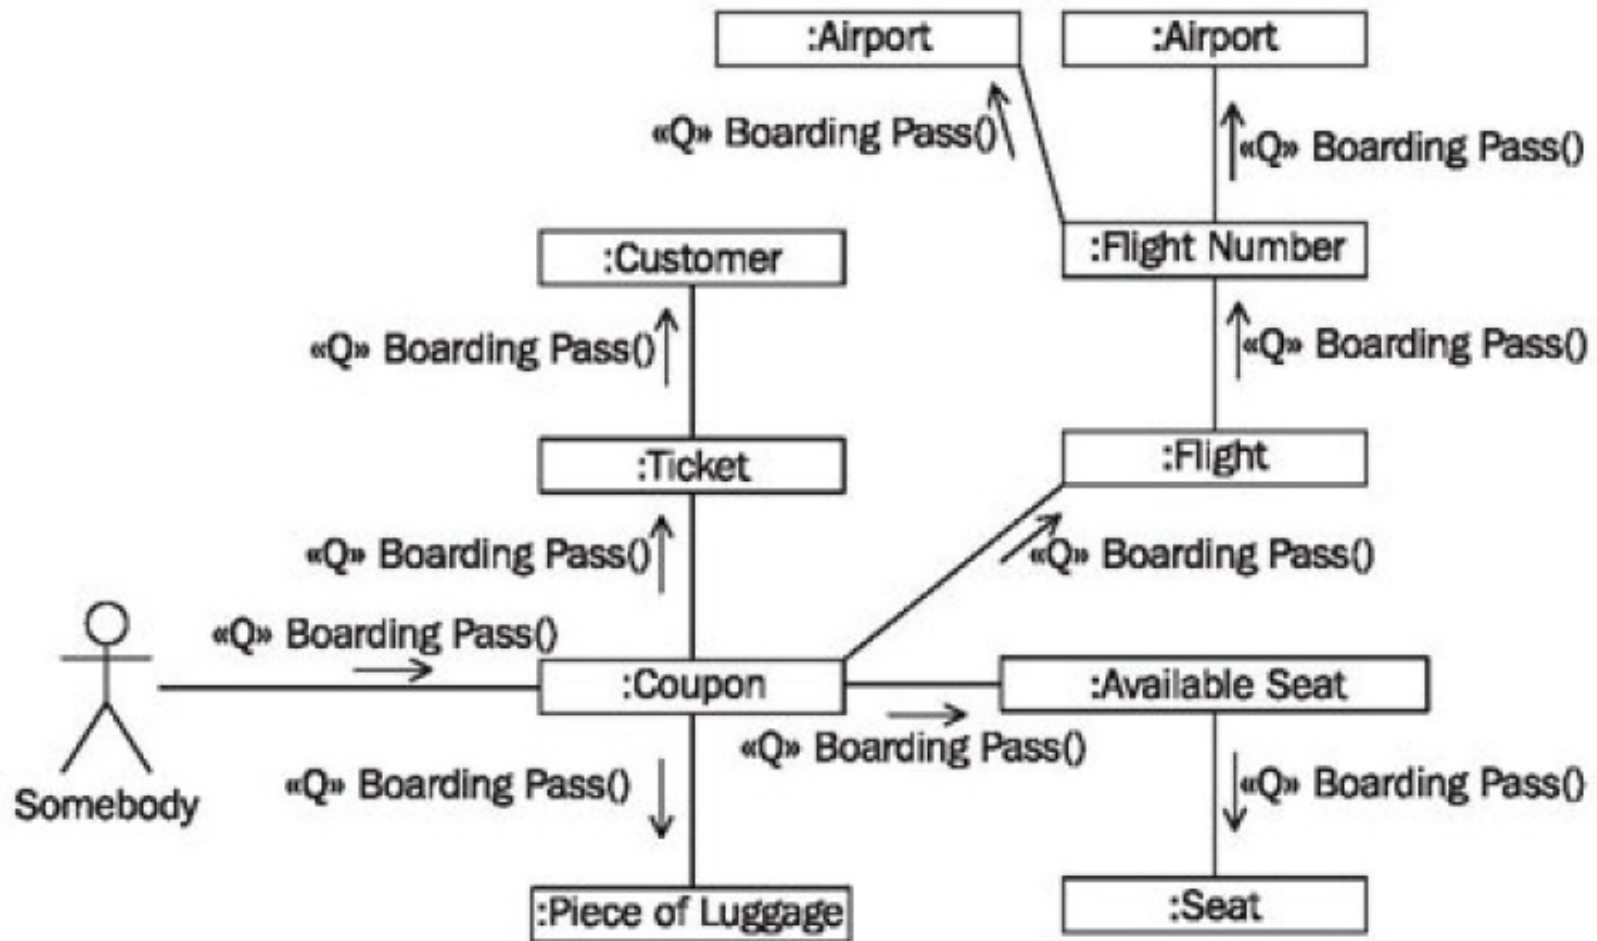 :Airport
:Airport
«Q» Boarding Pass()
«Q» Boarding Pass()
:Customer
:Flight Number
«Q» Boarding Pass()
«Q» Boarding Pass()
:Ticket
:Flight
«Q» Boarding Pass()
«Q» Boarding Pass()
«Q» Boarding Pass()
:Coupon
:Available Seat
«Q» Boarding Pass()
«Q» Boarding Pass()
«Q» Boarding Pass()
Somebody
:Piece of Luggage
:Seat